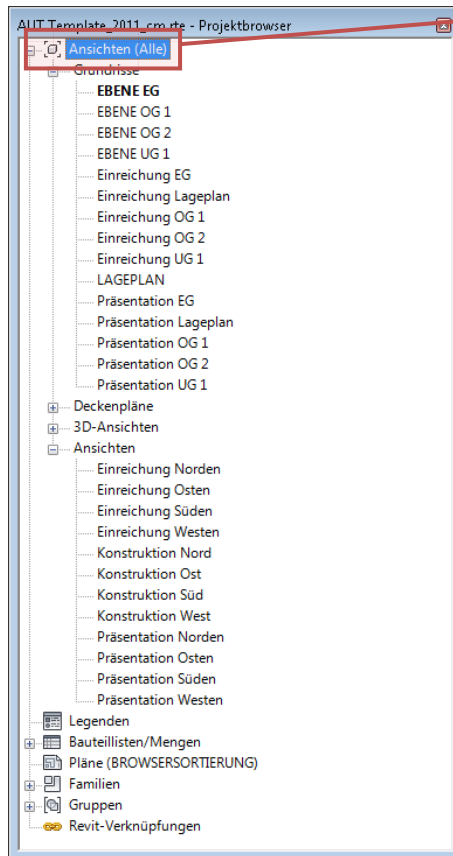 AUT Template_2011_cm.rte - Projektbrowser
Ansichten (Alle)
Grundrisse
EBENE EG
EBENE OG 1
EBENE OG 2
EBENE UG 1
Einreichung EG
Einreichung Lageplan
Einreichung OG 1
Einreichung OG 2
Einreichung UG 1
LAGEPLAN
Präsentation EG
Präsentation Lageplan
Präsentation OG 1
Präsentation OG 2
Präsentation UG 1
Deckenpläne
3D-Ansichten
Ansichten
Einreichung Norden
Einreichung Osten
Einreichung Süden
Einreichung Westen
Konstruktion Nord
Konstruktion Ost
Konstruktion Süd
Konstruktion West
Präsentation Norden
Präsentation Osten
Präsentation Süden
Präsentation Westen
Legenden
Bauteillisten/Mengen
Pläne (BROWSERSORTIERUNG)
Familien
Gruppen
Revit-Verknüpfungen